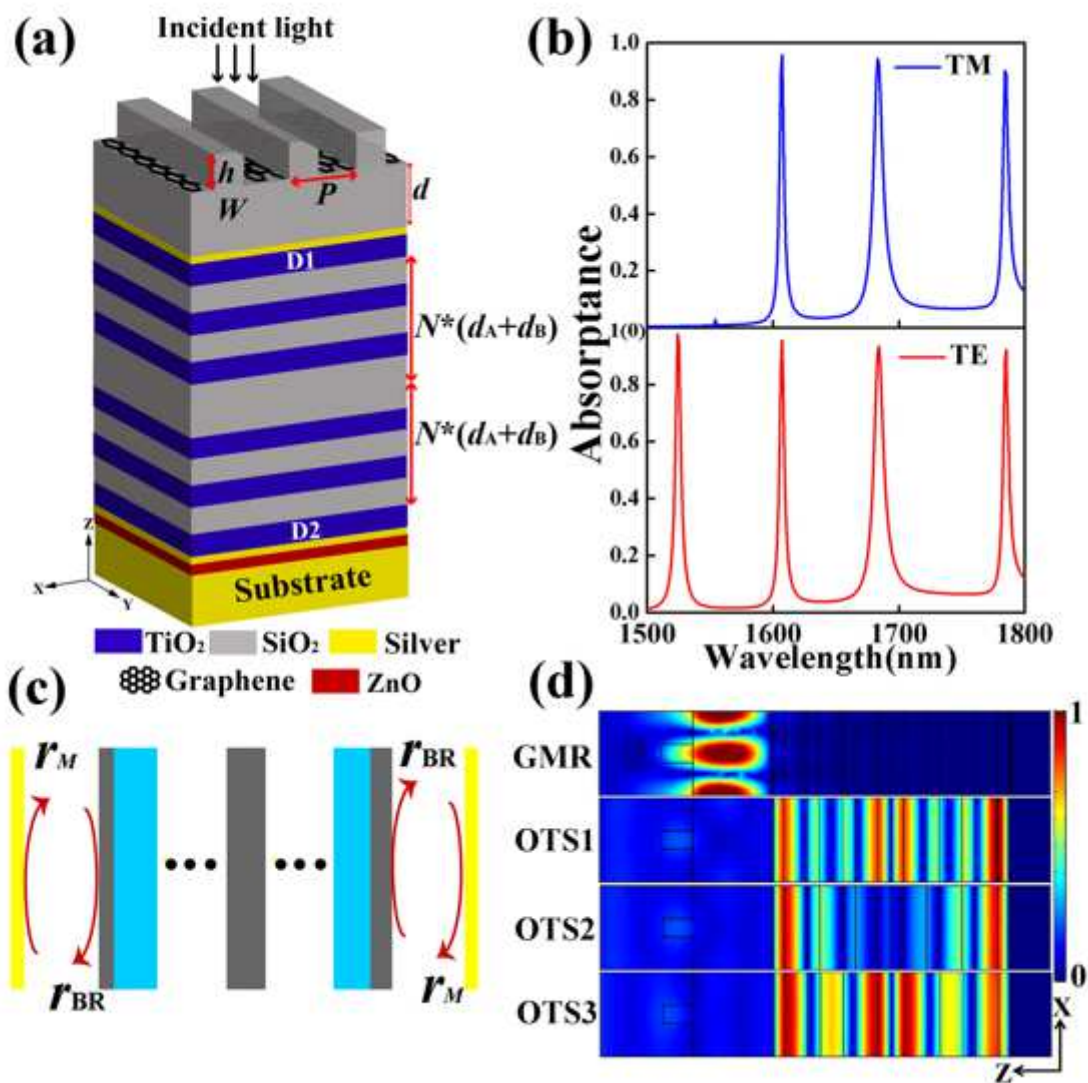 (a)
Incident light
h
W
P
d
D1
N*(dA+dB)
N*(dA+dB)
D2
Z
X
Y
Substrate
TiO2 SiO2 Silver
Graphene ZnO
(b)
1.0
0.8
0.6
0.4
0.2
TM
1(0)
0.8
0.6
0.4
0.2
0.0
TE
Absorptance
1500 1600 1700 1800
Wavelength(nm)
(c)
rM
rBR
rBR
rM
(d)
GMR
OTS1
OTS2
OTS3
1
0
X
Z